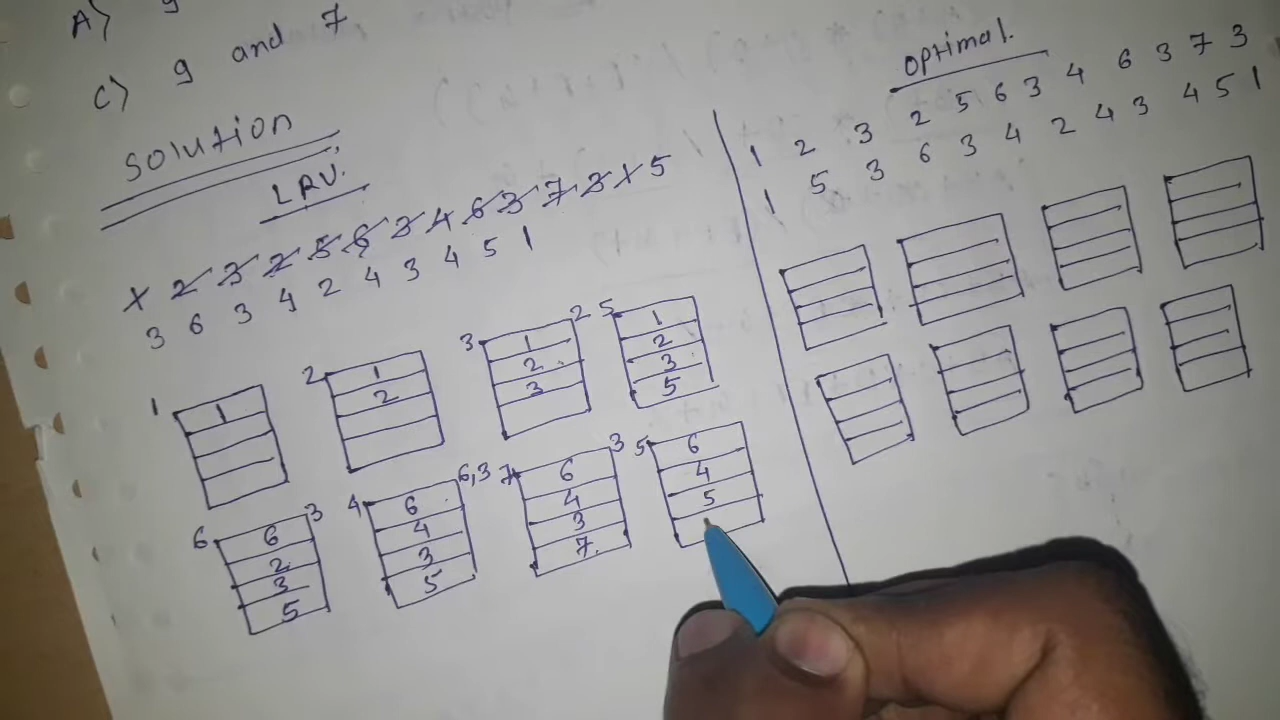 A) 9
C) 9 and 7
Solution
LRU.
1 2 3 2 5 6 3 4 6 3 7 3 1 5
3 6 3 4 2 4 3 4 5 1
1 1
2 1 2
3 1 2 3 2
5 1 2 3 5
6 6 2 3 5 3
4 6 4 3 5 6,3
7 6 4 3 7 3
5 6 4 5
Optimal.
1 2 3 2 5 6 3 4 6 3 7 3
1 5 3 6 3 4 2 4 3 4 5 1